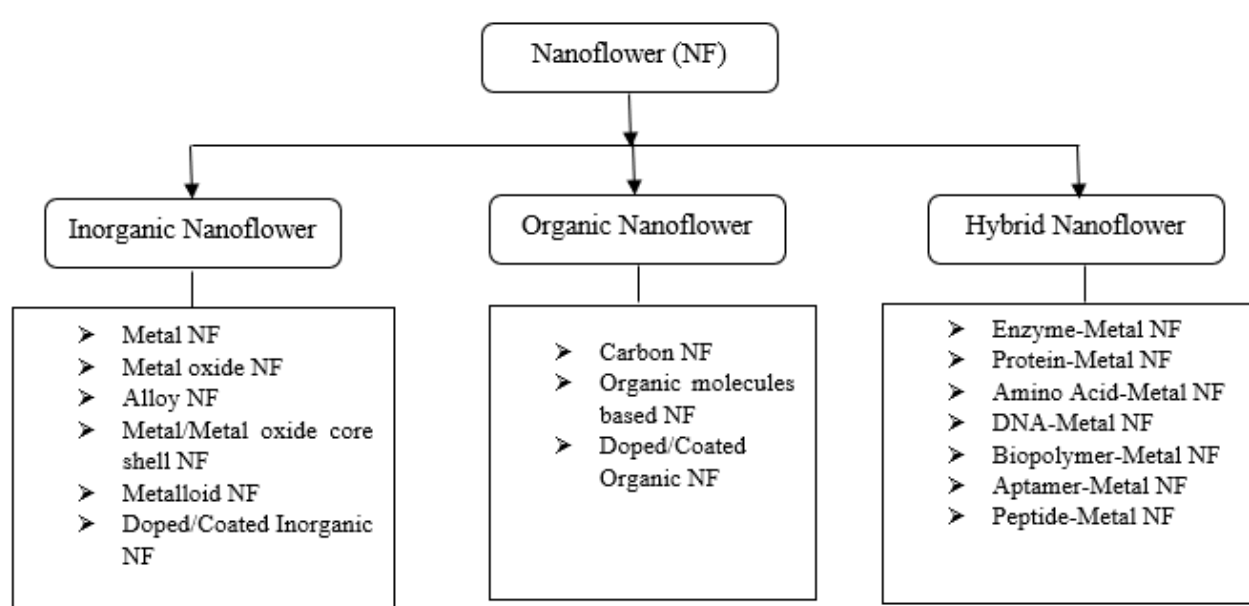 Nanoflower (NF)
Inorganic Nanoflower
Organic Nanoflower
Hybrid Nanoflower
➢ Metal NF
➢ Metal oxide NF
➢ Alloy NF
➢ Metal/Metal oxide core
shell NF
➢ Metalloid NF
➢ Doped/Coated Inorganic
NF
➢ Carbon NF
➢ Organic molecules
based NF
➢ Doped/Coated
Organic NF
➢ Enzyme-Metal NF
➢ Protein-Metal NF
➢ Amino Acid-Metal NF
➢ DNA-Metal NF
➢ Biopolymer-Metal NF
➢ Aptamer-Metal NF
➢ Peptide-Metal NF